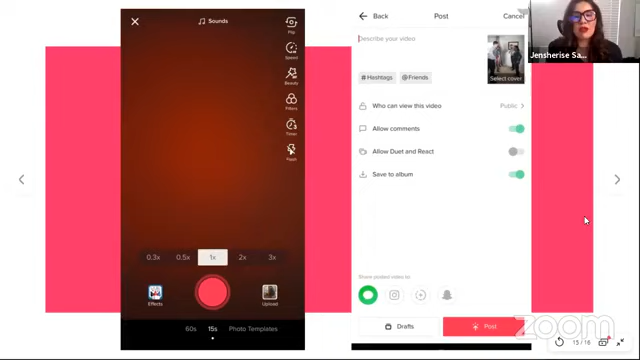 Sounds
Flip
Speed
Beauty
Filters
Timer
3
Flash
0.3x 0.5x 1x 2x 3x
Effects
Upload
60s 15s Photo Templates
Back Post Cancel
Describe your video
Select cover
#Hashtags @Friends
Who can view this video Public
Allow comments
Allow Duet and React
Save to album
Share posted video to:
Drafts Post
Jensherise Sa...
zoom
15 / 16